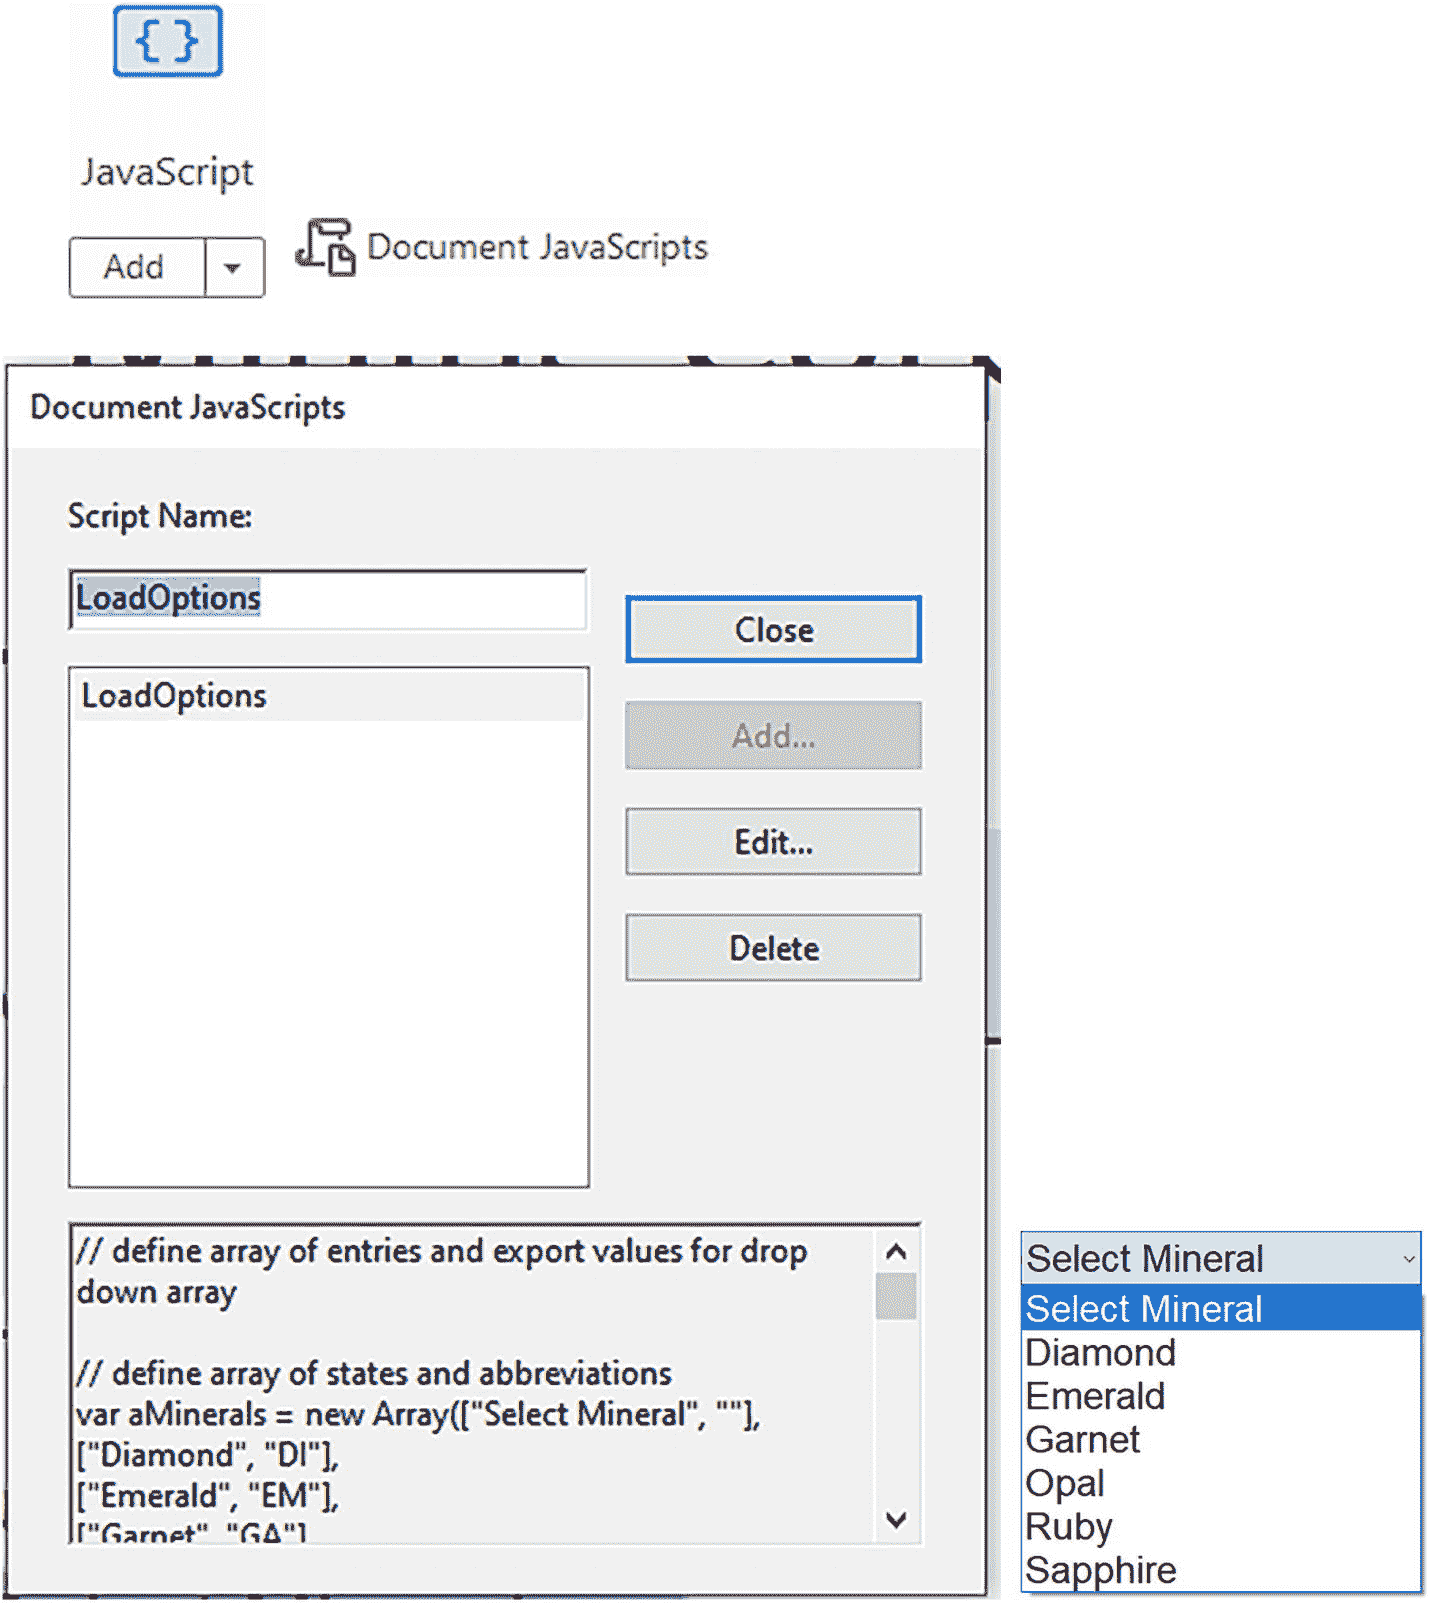 { }
JavaScript
Add
Document JavaScripts
Document JavaScripts
Script Name:
LoadOptions
LoadOptions
Close
Add...
Edit...
Delete
// define array of entries and export values for drop
down array
// define array of states and abbreviations
var aMinerals = new Array(["Select Mineral", ""],
["Diamond", "DI"],
["Emerald", "EM"],
["Garnet", "GA"]
Select Mineral
Select Mineral
Diamond
Emerald
Garnet
Opal
Ruby
Sapphire